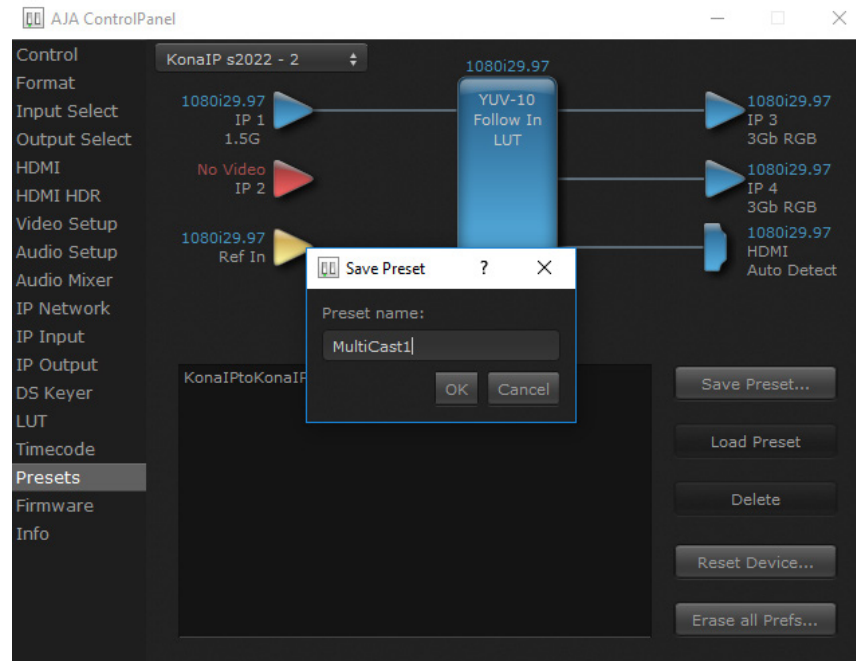 AJA ControlPanel
Control
Format
Input Select
Output Select
HDMI
HDMI HDR
Video Setup
Audio Setup
Audio Mixer
IP Network
IP Input
IP Output
DS Keyer
LUT
Timecode
Presets
Firmware
Info
KonaIP s2022 - 2
1080i29.97
IP 1
1.5G
No Video
IP 2
1080i29.97
Ref In
1080i29.97
YUV-10
Follow In
LUT
1080i29.97
IP 3
3Gb RGB
1080i29.97
IP 4
3Gb RGB
1080i29.97
HDMI
Auto Detect
Save Preset ?
Preset name:
MultiCast1
OK Cancel
KonaIPtoKonaIP
Save Preset...
Load Preset
Delete
Reset Device...
Erase all Prefs...